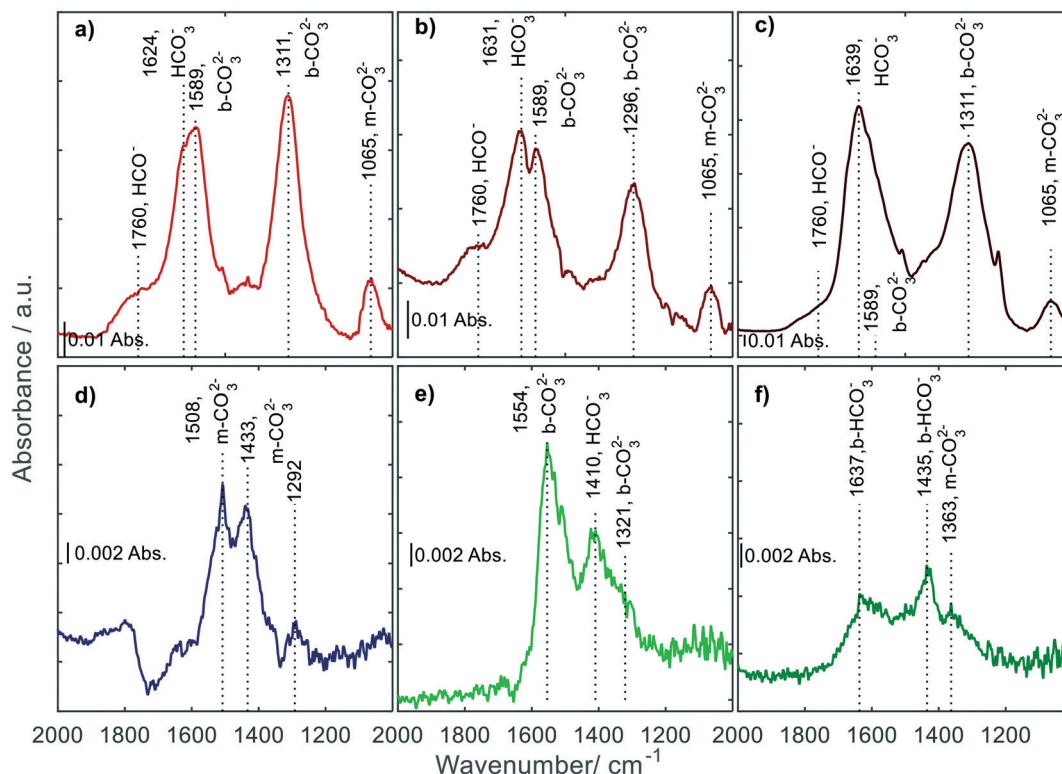 a)
1624, HCO₃⁻
1589, b-CO₃²⁻
1311, b-CO₃²⁻
1065, m-CO₃²⁻
1760, HCO⁻
0.01 Abs.
b)
1631, HCO₃⁻
1589, b-CO₃²⁻
1296, b-CO₃²⁻
1065, m-CO₃²⁻
1760, HCO⁻
0.01 Abs.
c)
1639, HCO₃⁻
1311, b-CO₃²⁻
1065, m-CO₃²⁻
1760, HCO⁻
1589, b-CO₃²⁻
0.01 Abs.
d)
1508, m-CO₃²⁻
1433, m-CO₃²⁻
1292
0.002 Abs.
e)
1554, b-CO₃²⁻
1410, HCO₃⁻
1321, b-CO₃²⁻
0.002 Abs.
f)
1637,b-HCO₃⁻
1435, b-HCO₃⁻
1363, m-CO₃²⁻
0.002 Abs.
Absorbance / a.u.
2000 1800 1600 1400 1200 2000 1800 1600 1400 1200 2000 1800 1600 1400 1200
Wavenumber/ cm⁻¹